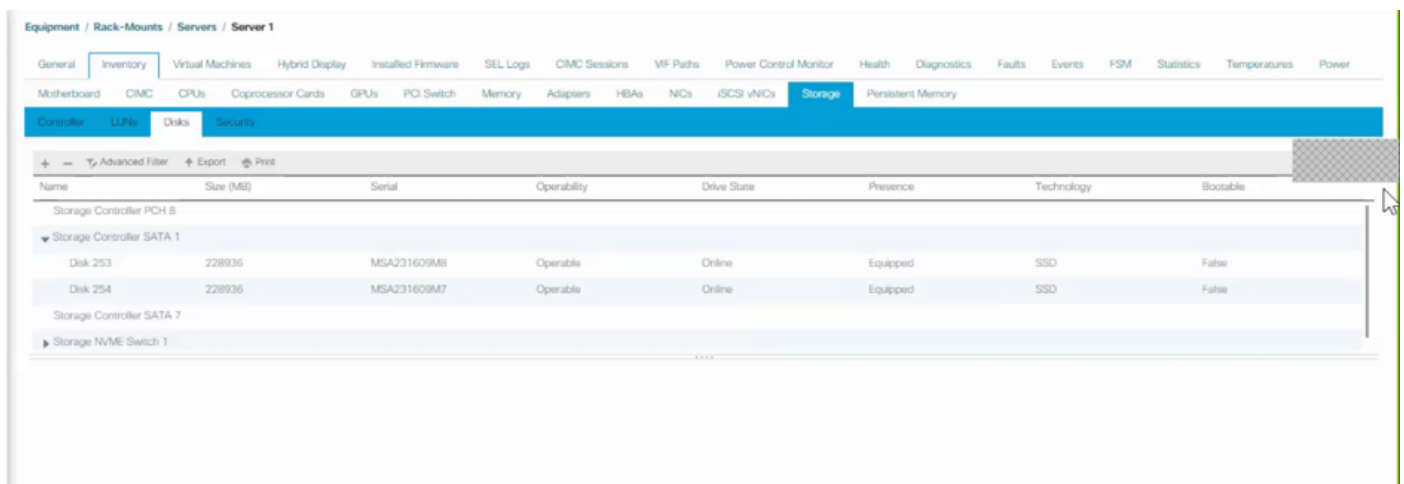 Equipment / Rack-Mounts / Servers / Server 1
General Inventory Virtual Machines Hybrid Display Installed Firmware SEL Logs CIMC Sessions VIF Paths Power Control Monitor Health Diagnostics Faults Events FSM Statistics Temperatures Power
Motherboard CIMC CPUs Coprocessor Cards GPUs PCI Switch Memory Adapters HBAs NICs iSCSI vNICs Storage Persistent Memory
Controller LUNs Disks Security
+ – Advanced Filter Export Print
Name Size (MB) Serial Operability Drive State Presence Technology Bootable
Storage Controller PCH 8
Storage Controller SATA 1
Disk 253 228936 MSA231609M8 Operable Online Equipped SSD False
Disk 254 228936 MSA231609M7 Operable Online Equipped SSD False
Storage Controller SATA 7
Storage NVME Switch 1